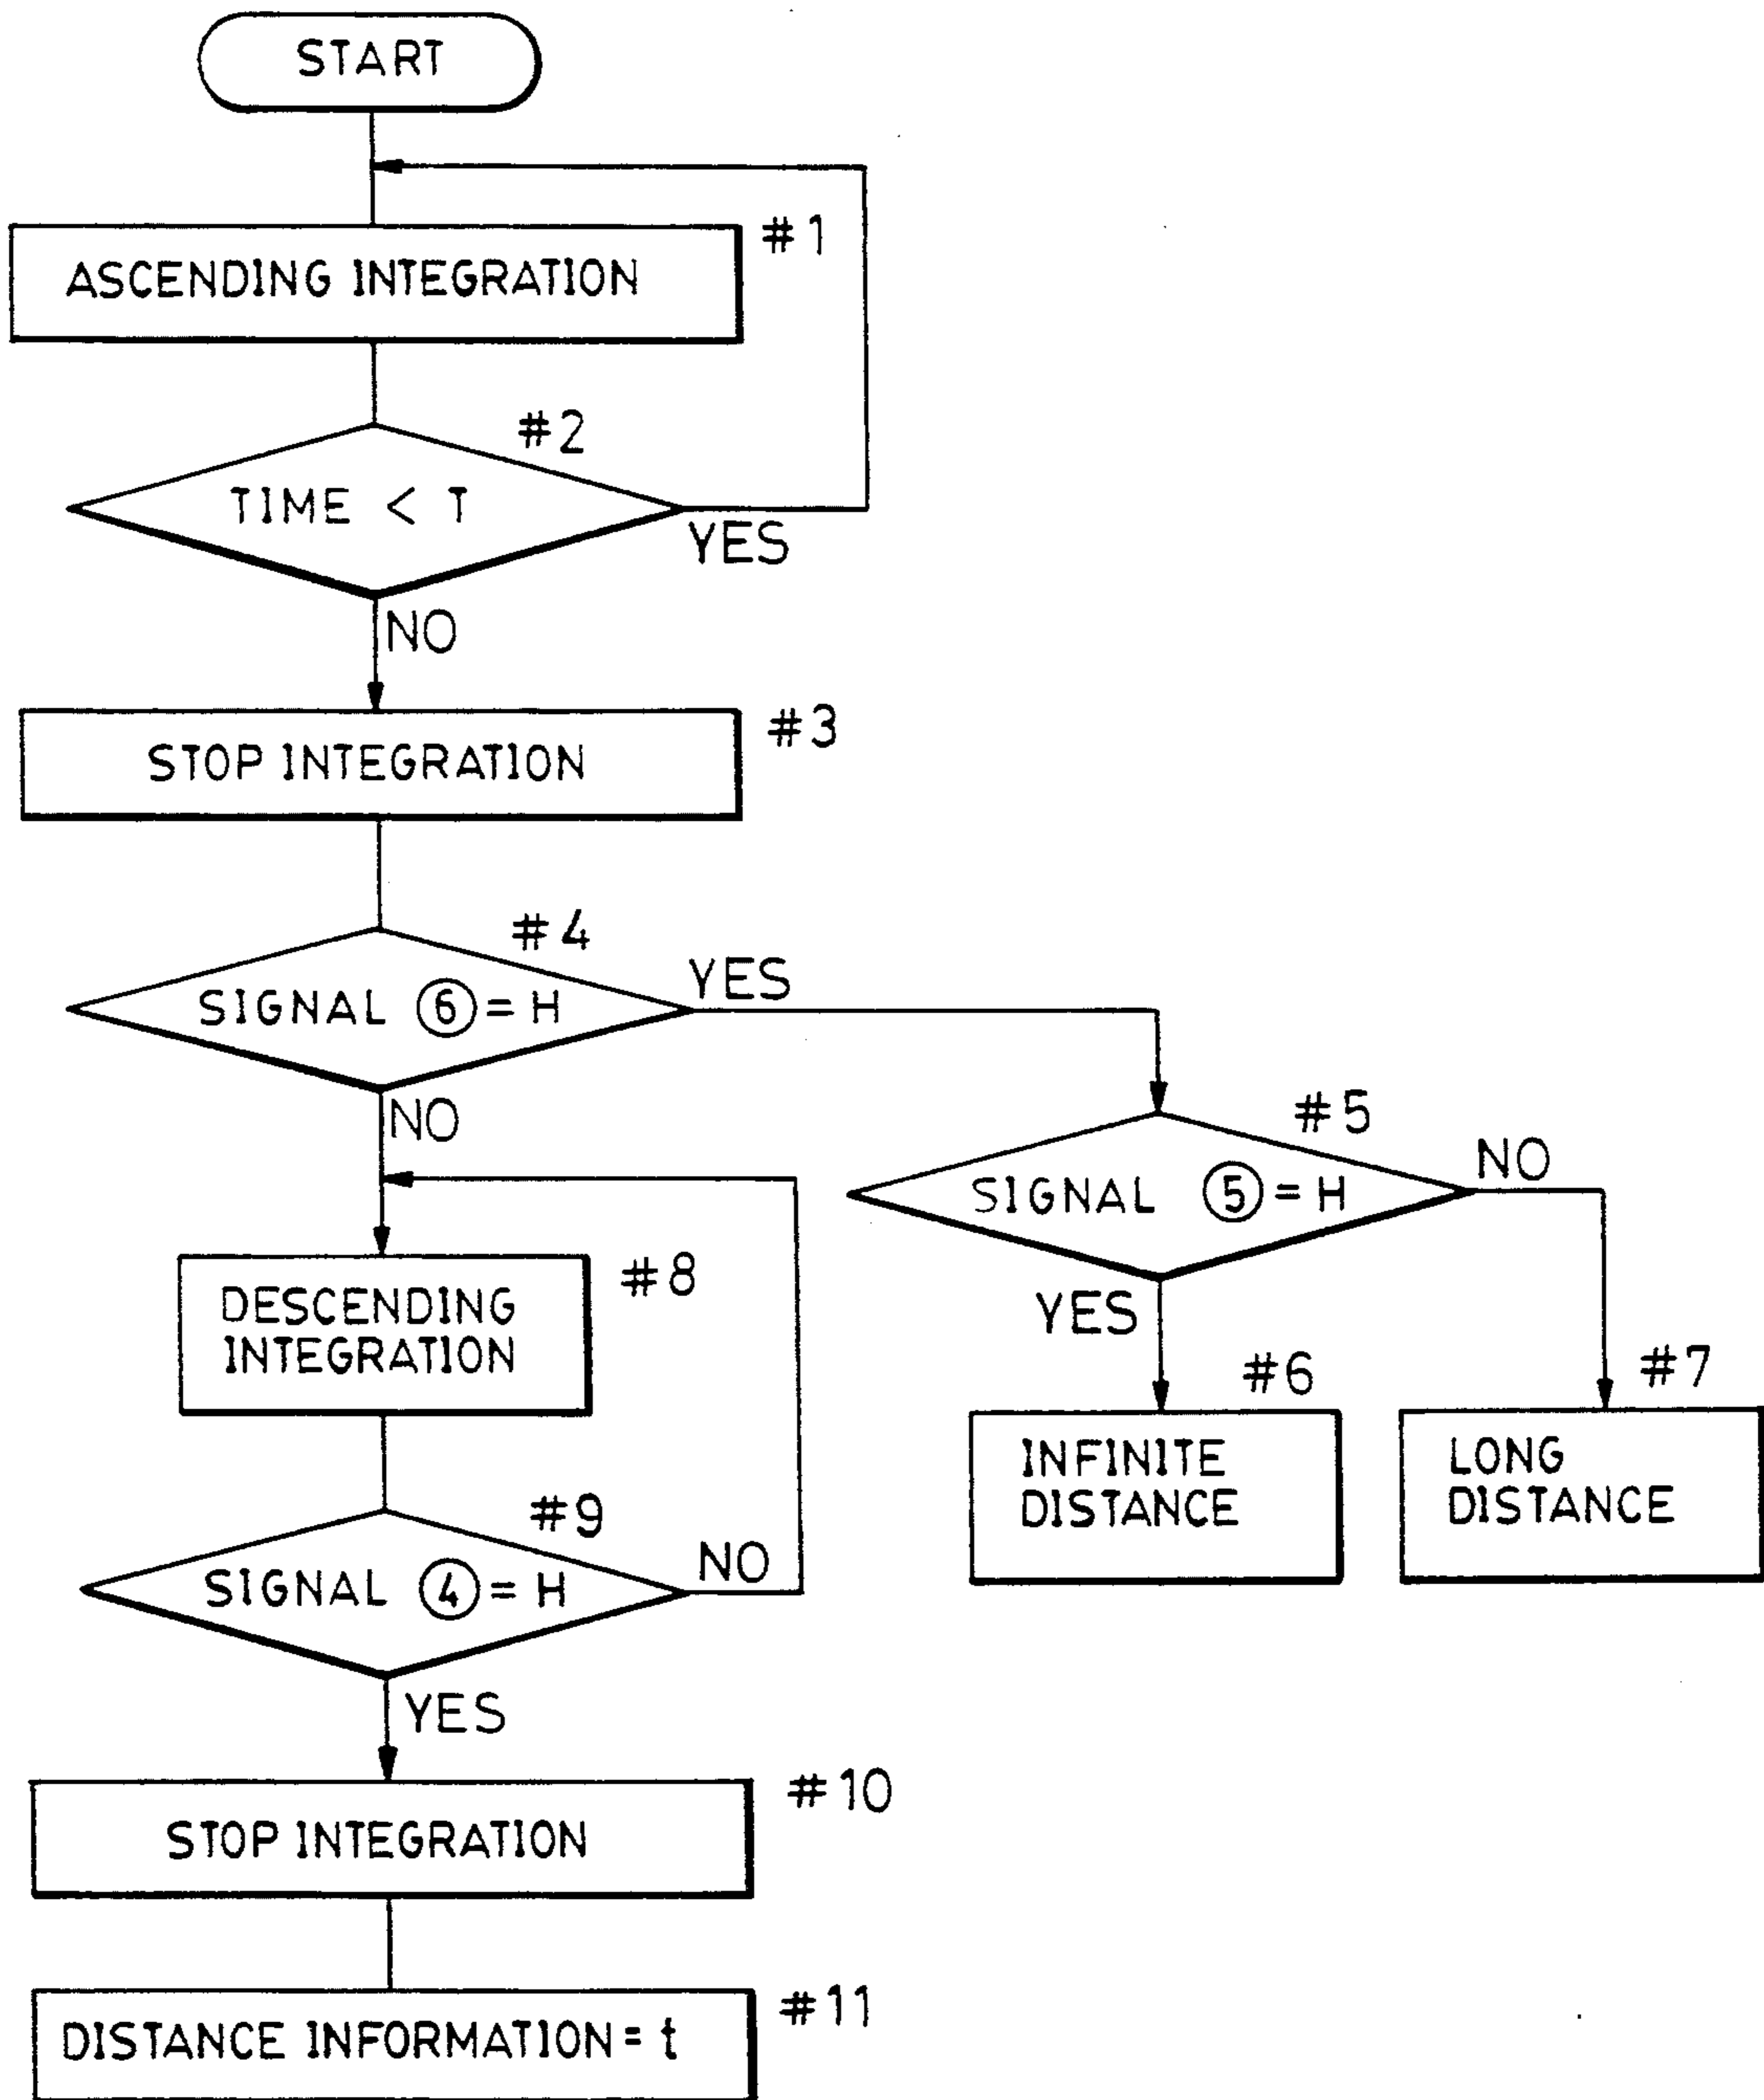 START
#1
ASCENDING INTEGRATION
#2
TIME < T
YES
NO
#3
STOP INTEGRATION
#4
SIGNAL ⑥ = H
YES
NO
#5
SIGNAL ⑤ = H
NO
YES
#8
DESCENDING
INTEGRATION
#6
INFINITE
DISTANCE
#7
LONG
DISTANCE
#9
SIGNAL ④ = H
NO
YES
#10
STOP INTEGRATION
#11
DISTANCE INFORMATION = t